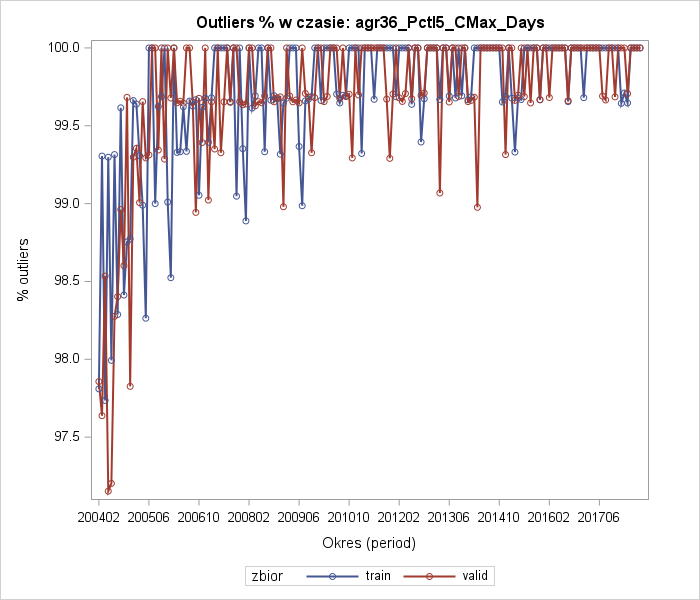 Outliers % w czasie: agr36_Pctl5_CMax_Days
% outliers
100.0
99.5
99.0
98.5
98.0
97.5
200402 200506 200610 200802 200906 201010 201202 201306 201410 201602 201706
Okres (period)
zbior train valid